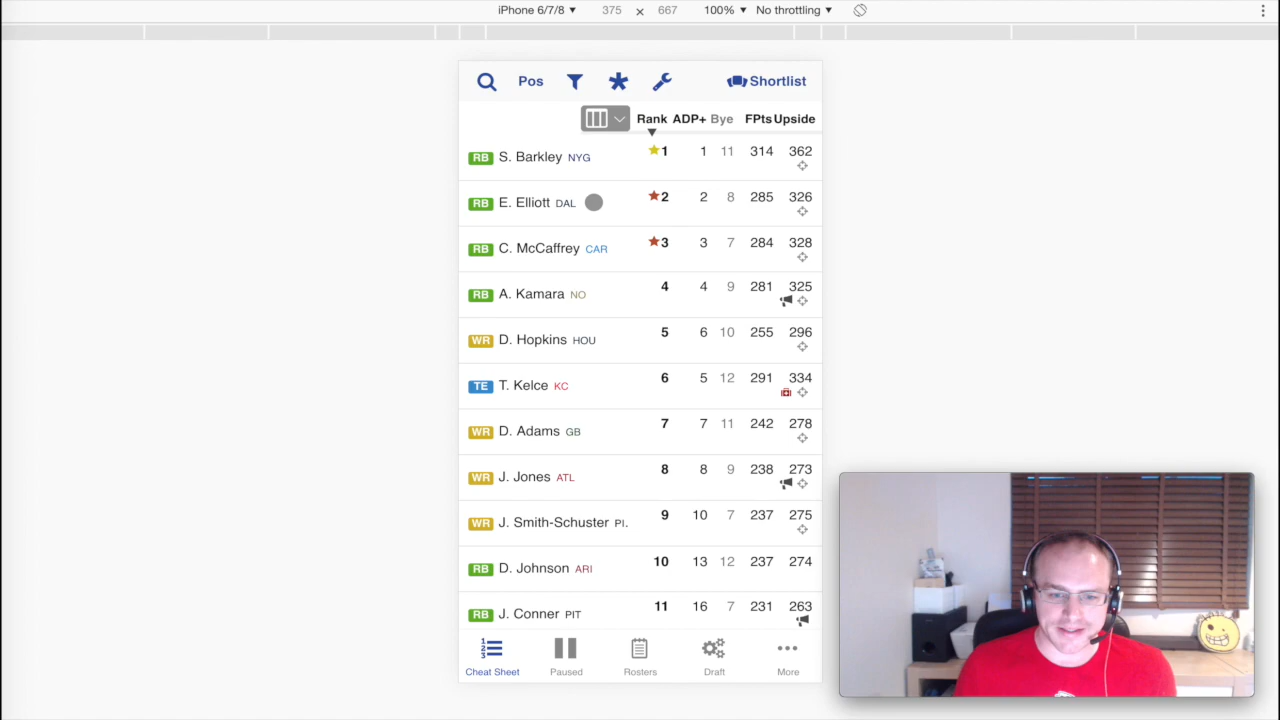 iPhone 6/7/8 ▼ 375 × 667 100% ▼ No throttling ▼
Pos Shortlist
Rank ADP+ Bye FPts Upside
RB S. Barkley NYG 1 1 11 314 362
RB E. Elliott DAL 2 2 8 285 326
RB C. McCaffrey CAR 3 3 7 284 328
RB A. Kamara NO 4 4 9 281 325
WR D. Hopkins HOU 5 6 10 255 296
TE T. Kelce KC 6 5 12 291 334
WR D. Adams GB 7 7 11 242 278
WR J. Jones ATL 8 8 9 238 273
WR J. Smith-Schuster PI. 9 10 7 237 275
RB D. Johnson ARI 10 13 12 237 274
RB J. Conner PIT 11 16 7 231 263
Cheat Sheet Paused Rosters Draft More